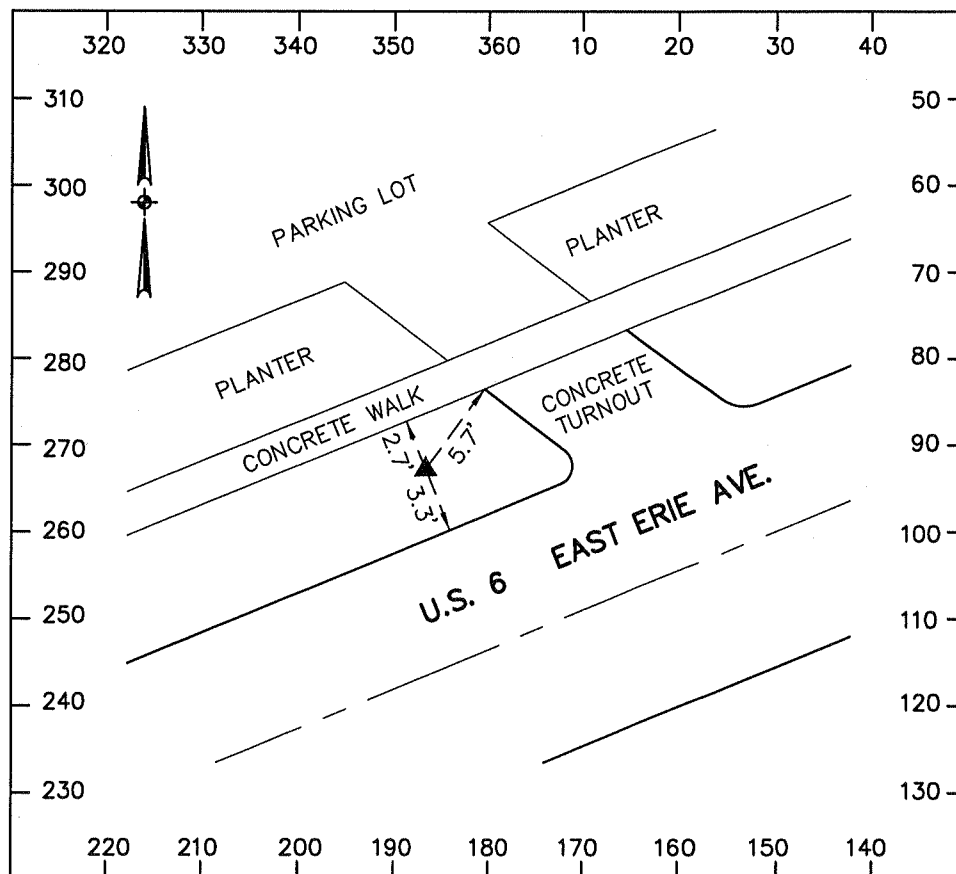 320 330 340 350 360 10 20 30 40
310 50
300 60
PARKING LOT
PLANTER
290 70
280 80
PLANTER
CONCRETE
TURNOUT
CONCRETE WALK
270 90
2.7'
5.7'
3.3'
260 100
U.S. 6 EAST ERIE AVE.
250 110
240 120
230 130
220 210 200 190 180 170 160 150 140